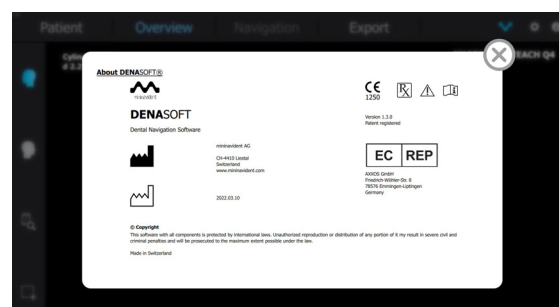 Patient
Overview
Navigation
Export
EACH Q4
About DENASOFT®
mininavident
DENASOFT
Dental Navigation Software
mininavident AG
CH-4410 Liestal
Switzerland
www.mininavident.com
2022.03.10
CE
1250
Rx
Version 1.3.0
Patent registered
EC REP
AXXOS GmbH
Friedrich-Wöhler-Str. 8
78576 Emmingen-Liptingen
Germany
© Copyright
This software with all components is protected by international laws. Unauthorized reproduction or distribution of any portion of it my result in severe civil and
criminal penalties and will be prosecuted to the maximum extent possible under the law.
Made in Switzerland